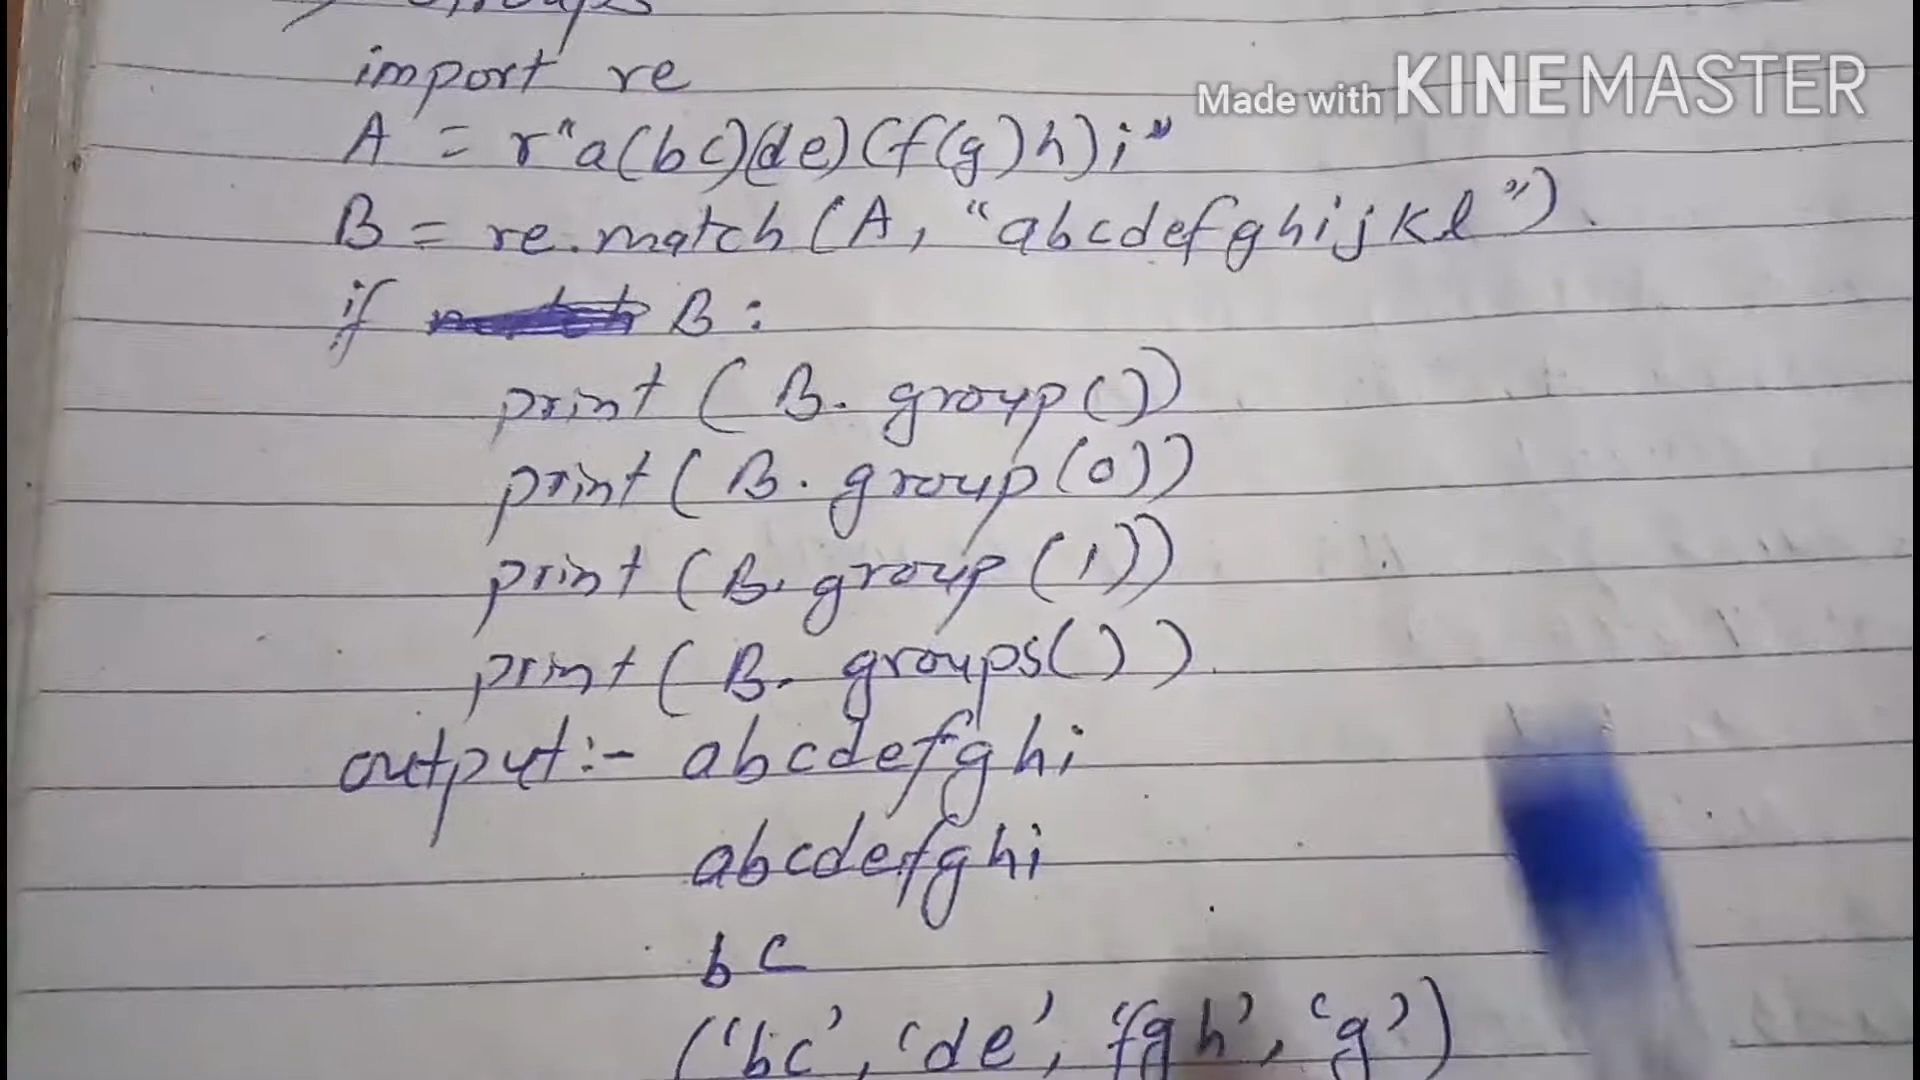 Groups
import re
Made with KINEMASTER
A = r"a(bc)(de)(f(g)h)i"
B = re.match(A, "abcdefghijkl").
if B:
print (B. group())
print (B. group(0))
print (B. group(1))
print (B. groups()).
output:- abcdefghi
abcdefghi
bc
('bc', 'de', 'fgh', 'g')